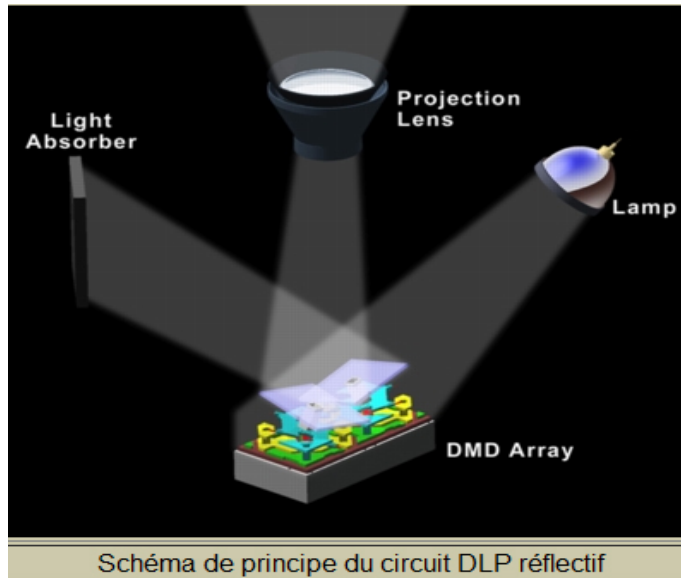 Projection
Lens
Light
Absorber
Lamp
DMD Array
Schéma de principe du circuit DLP réflectif